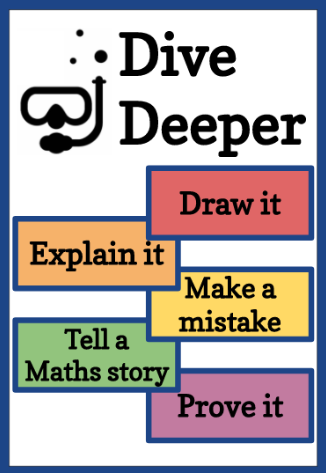 Dive
Deeper
Draw it
Explain it
Make a
mistake
Tell a
Maths story
Prove it